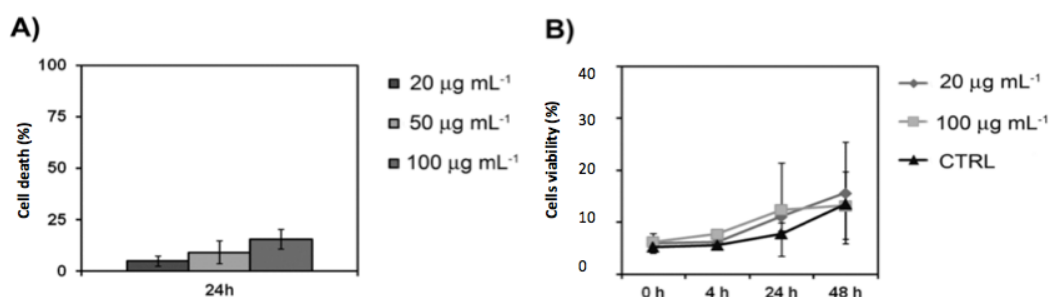 A)
Cell death (%)
100
75
50
25
0
24h
20 µg mL⁻¹
50 µg mL⁻¹
100 µg mL⁻¹
B)
Cells viability (%)
40
30
20
10
0
0 h 4 h 24 h 48 h
20 µg mL⁻¹
100 µg mL⁻¹
CTRL